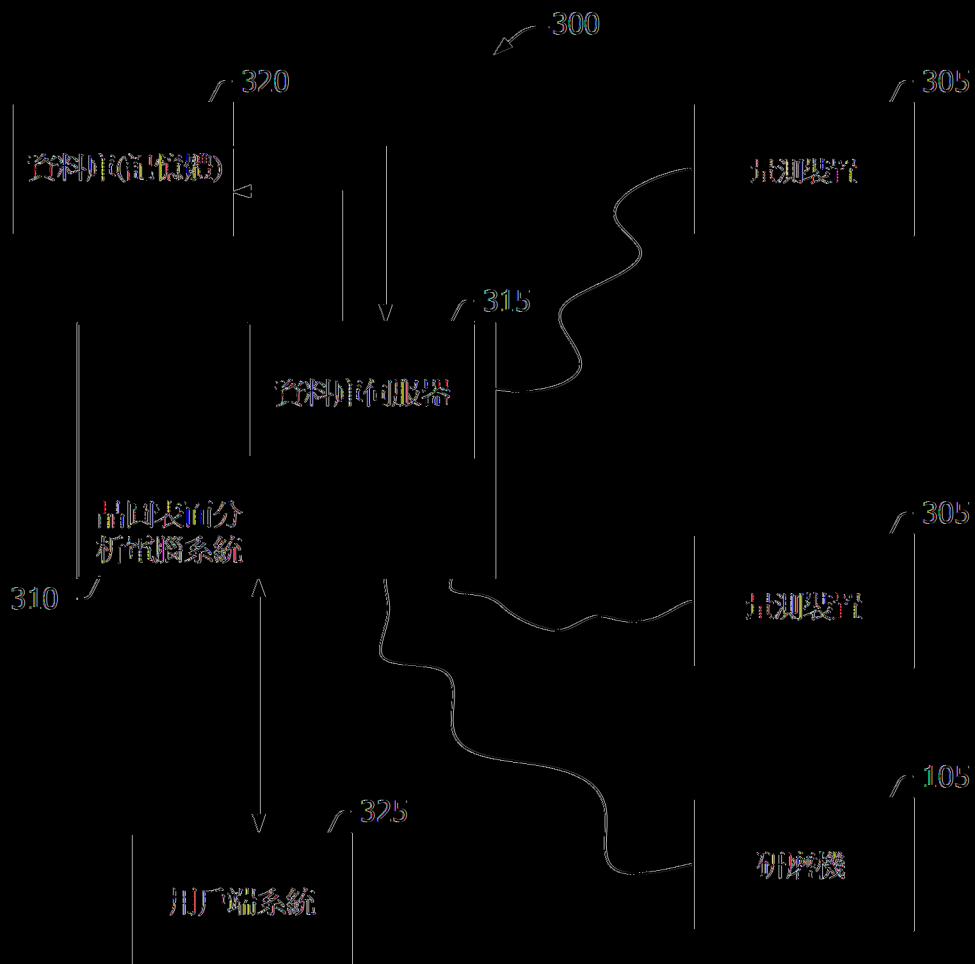 300
320
305
資料庫(記憶體)
量測裝置
315
資料庫伺服器
晶圓表面分
析電腦系統
310
305
量測裝置
325
105
用戶端系統
研磨機